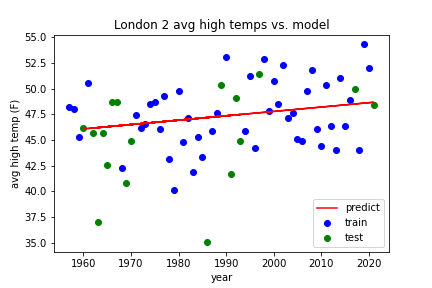 London 2 avg high temps vs. model
avg high temp (F)
55.0
52.5
50.0
47.5
45.0
42.5
40.0
37.5
35.0
1960
1970
1980
1990
2000
2010
2020
year
predict
train
test